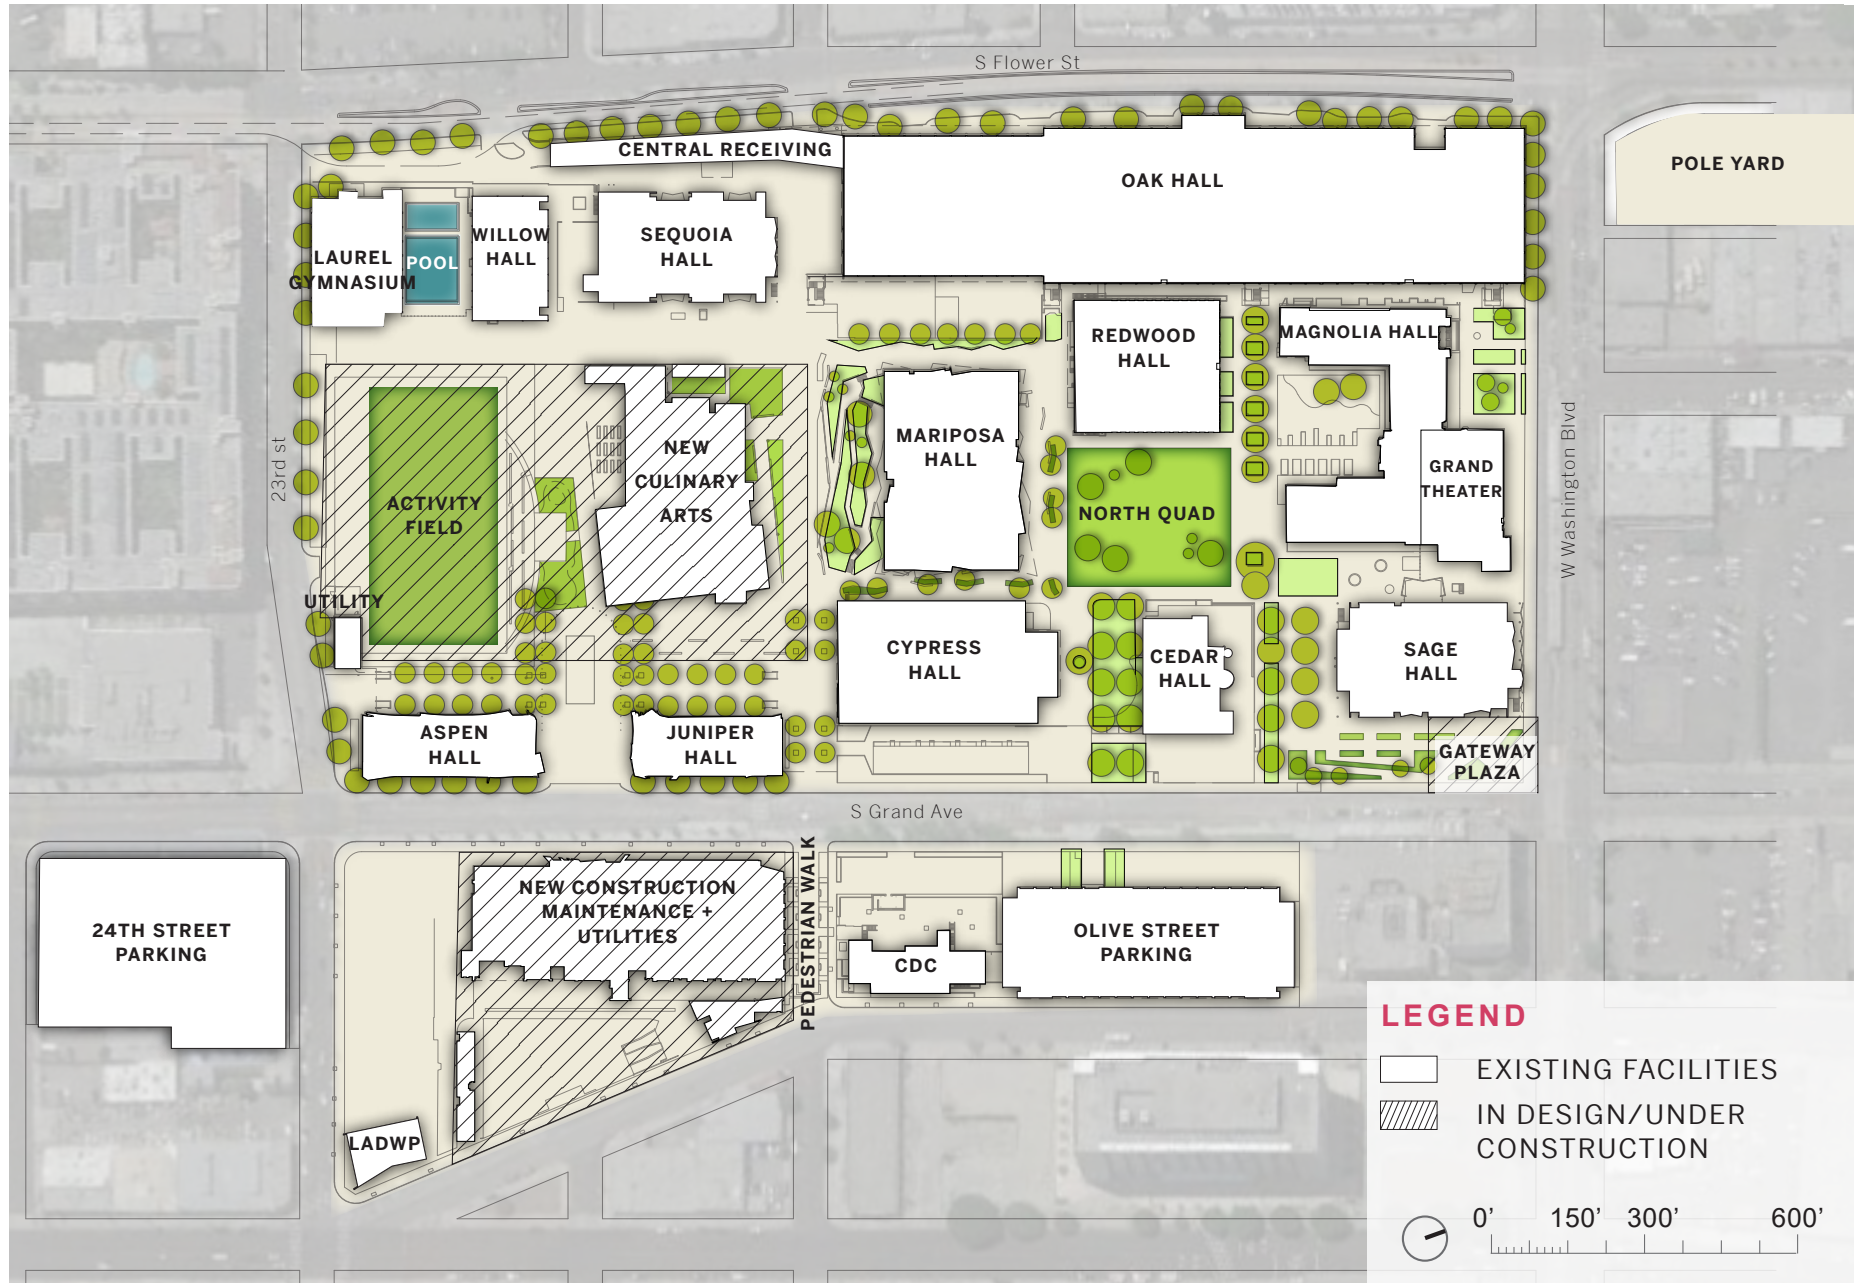 S Flower St
CENTRAL RECEIVING
OAK HALL
POLE YARD
LAUREL
GYMNASIUM
POOL
WILLOW
HALL
SEQUOIA
HALL
REDWOOD
HALL
MAGNOLIA HALL
MARIPOSA
HALL
NEW
CULINARY
ARTS
ACTIVITY
FIELD
23rd st
NORTH QUAD
GRAND
THEATER
W Washington Blvd
UTILITY
CYPRESS
HALL
CEDAR
HALL
SAGE
HALL
ASPEN
HALL
JUNIPER
HALL
GATEWAY
PLAZA
S Grand Ave
24TH STREET
PARKING
NEW CONSTRUCTION
MAINTENANCE +
UTILITIES
PEDESTRIAN WALK
CDC
OLIVE STREET
PARKING
LADWP
LEGEND
EXISTING FACILITIES
IN DESIGN/UNDER
CONSTRUCTION
0’ 150’ 300’ 600’